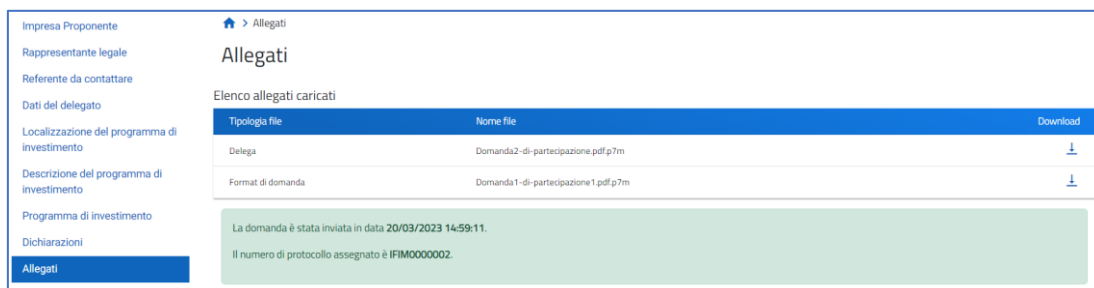 Impresa Proponente
Rappresentante legale
Referente da contattare
Dati del delegato
Localizzazione del programma di
investimento
Descrizione del programma di
investimento
Programma di investimento
Dichiarazioni
Allegati
> Allegati
Allegati
Elenco allegati caricati
Tipologia file Nome file Download
Delega Domanda2-di-partecipazione.pdf.p7m
Format di domanda Domanda1-di-partecipazione1.pdf.p7m
La domanda è stata inviata in data 20/03/2023 14:59:11.
Il numero di protocollo assegnato è IFIM0000002.